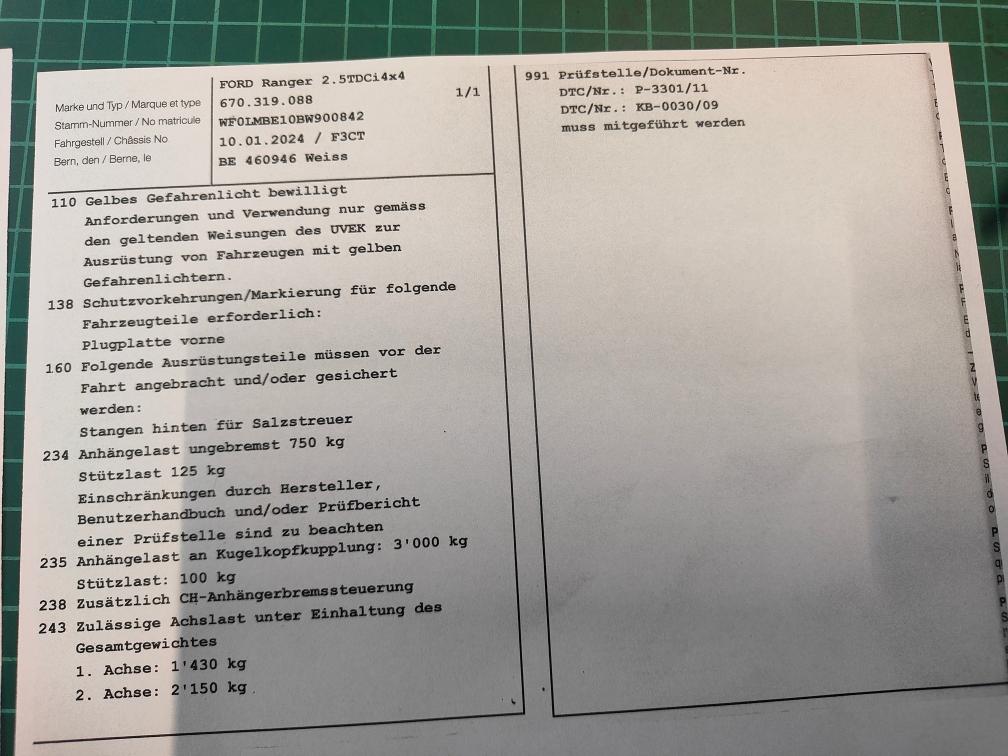 Marke und Typ / Marque et type
Stamm-Nummer / No matricule
Fahrgestell / Châssis No
Bern, den / Berne, le
FORD Ranger 2.5TDCi4x4
670.319.088
1/1
WF0LMBE10BW900842
10.01.2024 / F3CT
BE 460946 Weiss
110 Gelbes Gefahrenlicht bewilligt
Anforderungen und Verwendung nur gemäss
den geltenden Weisungen des UVEK zur
Ausrüstung von Fahrzeugen mit gelben
Gefahrenlichtern.
138 Schutzvorkehrungen/Markierung für folgende
Fahrzeugteile erforderlich:
Plugplatte vorne
160 Folgende Ausrüstungsteile müssen vor der
Fahrt angebracht und/oder gesichert
werden:
Stangen hinten für Salzstreuer
234 Anhängelast ungebremst 750 kg
Stützlast 125 kg
Einschränkungen durch Hersteller,
Benutzerhandbuch und/oder Prüfbericht
einer Prüfstelle sind zu beachten
235 Anhängelast an Kugelkopfkupplung: 3'000 kg
Stützlast: 100 kg
238 Zusätzlich CH-Anhängerbremssteuerung
243 Zulässige Achslast unter Einhaltung des
Gesamtgewichtes
1. Achse: 1'430 kg
2. Achse: 2'150 kg
991 Prüfstelle/Dokument-Nr.
DTC/Nr.: P-3301/11
DTC/Nr.: KB-0030/09
muss mitgeführt werden